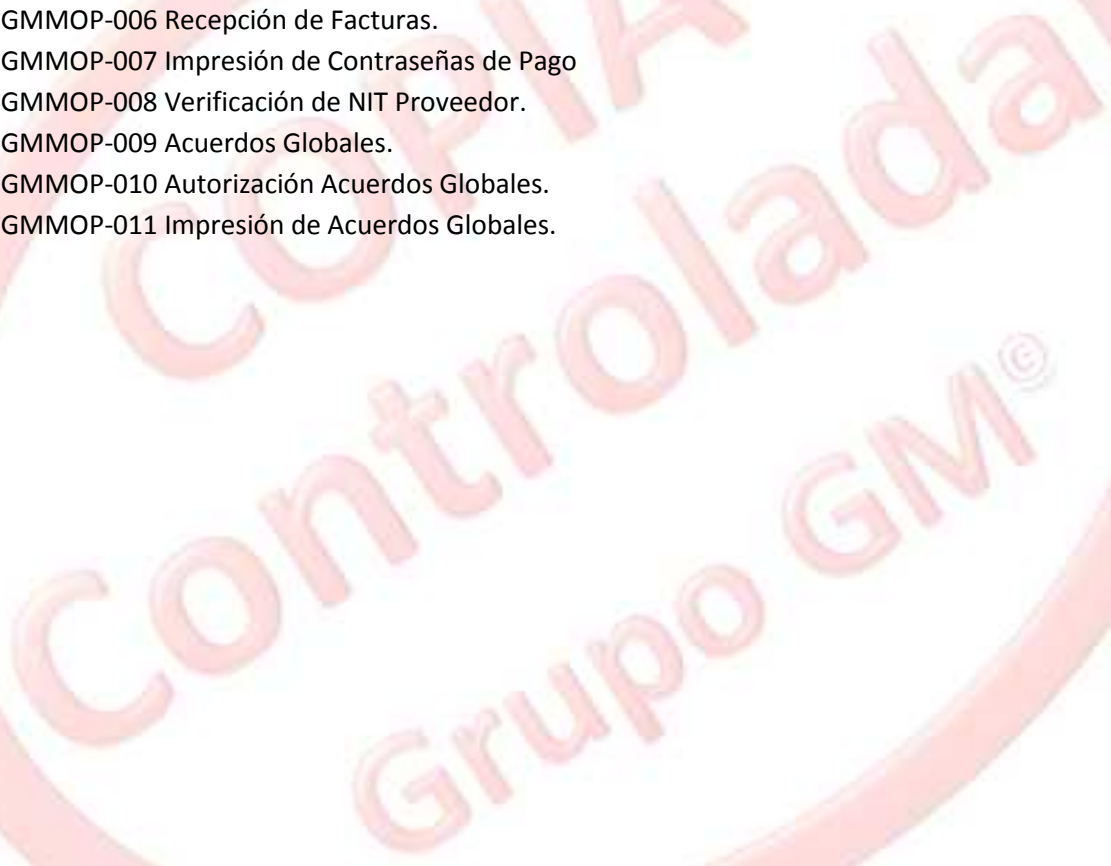 GMMOP-006 Recepción de Facturas.
GMMOP-007 Impresión de Contraseñas de Pago
GMMOP-008 Verificación de NIT Proveedor.
GMMOP-009 Acuerdos Globales.
GMMOP-010 Autorización Acuerdos Globales.
GMMOP-011 Impresión de Acuerdos Globales.
COPIA
Controlada
Grupo GM©